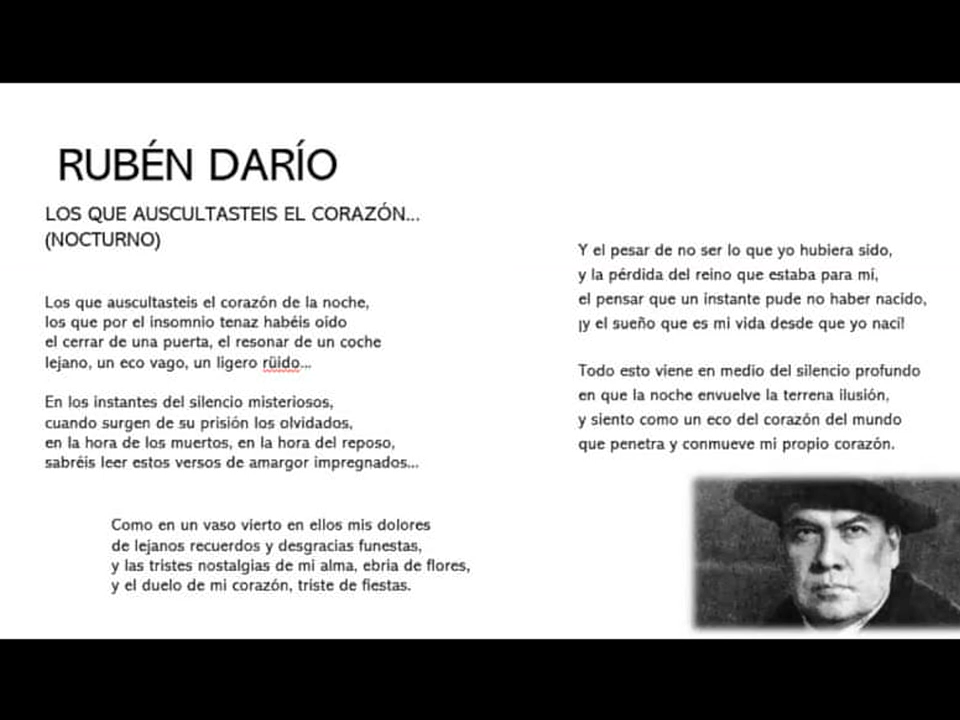 RUBÉN DARÍO
LOS QUE AUSCULTASTEIS EL CORAZÓN...
(NOCTURNO)
Los que auscultasteis el corazón de la noche,
los que por el insomnio tenaz habéis oído
el cerrar de una puerta, el resonar de un coche
lejano, un eco vago, un ligero rüido...
En los instantes del silencio misteriosos,
cuando surgen de su prisión los olvidados,
en la hora de los muertos, en la hora del reposo,
sabréis leer estos versos de amargor impregnados...
Como en un vaso vierto en ellos mis dolores
de lejanos recuerdos y desgracias funestas,
y las tristes nostalgias de mi alma, ebria de flores,
y el duelo de mi corazón, triste de fiestas.
Y el pesar de no ser lo que yo hubiera sido,
y la pérdida del reino que estaba para mí,
el pensar que un instante pude no haber nacido,
¡y el sueño que es mi vida desde que yo nací!
Todo esto viene en medio del silencio profundo
en que la noche envuelve la terrena ilusión,
y siento como un eco del corazón del mundo
que penetra y conmueve mi propio corazón.